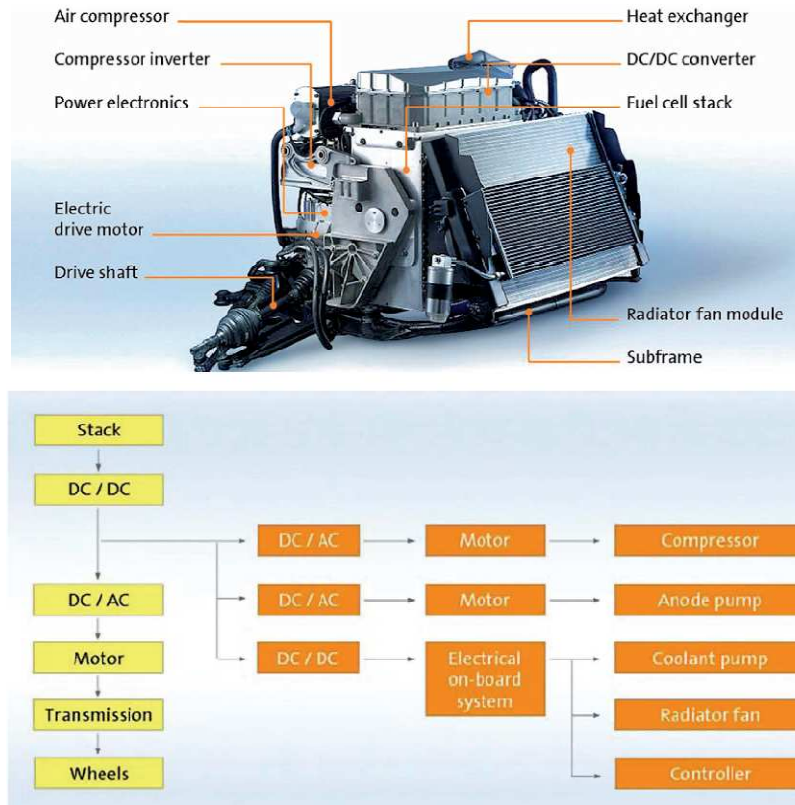 Air compressor
Compressor inverter
Power electronics
Electric
drive motor
Drive shaft
Heat exchanger
DC/DC converter
Fuel cell stack
Radiator fan module
Subframe
Stack
DC / DC
DC / AC
Motor
Compressor
DC / AC
DC / AC
Motor
Anode pump
Motor
DC / DC
Electrical
on-board
system
Coolant pump
Transmission
Radiator fan
Wheels
Controller